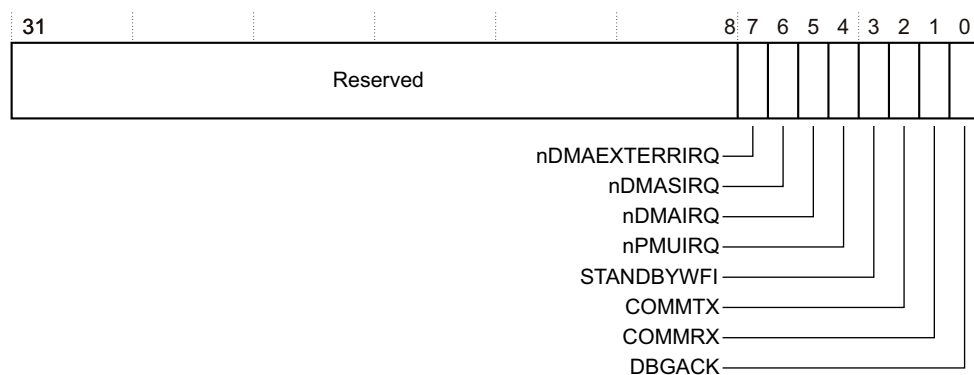 31 8 7 6 5 4 3 2 1 0
Reserved
nDMAEXTERRIRQ
nDMASIRQ
nDMAIRQ
nPMUIRQ
STANDBYWFI
COMMTX
COMMRX
DBGACK